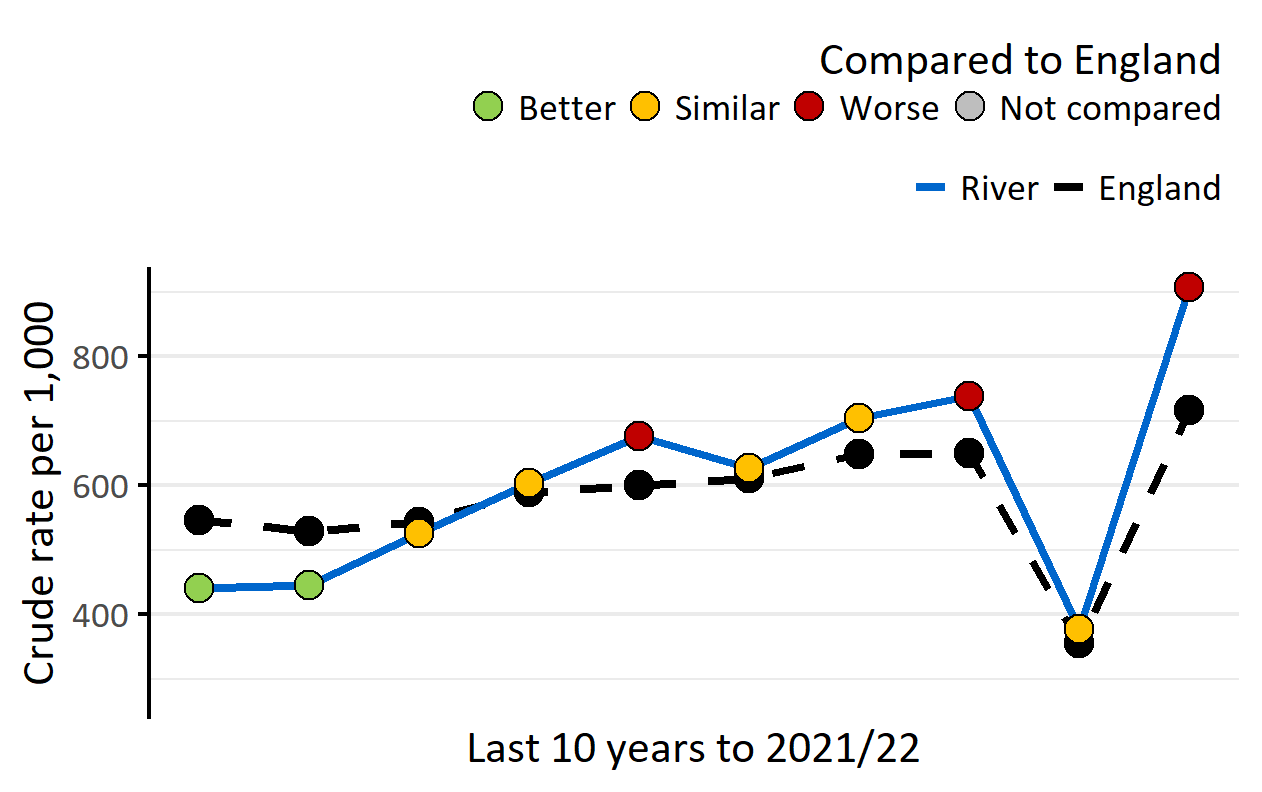 Compared to England
Better Similar Worse Not compared
River England
Crude rate per 1,000
800
600
400
Last 10 years to 2021/22